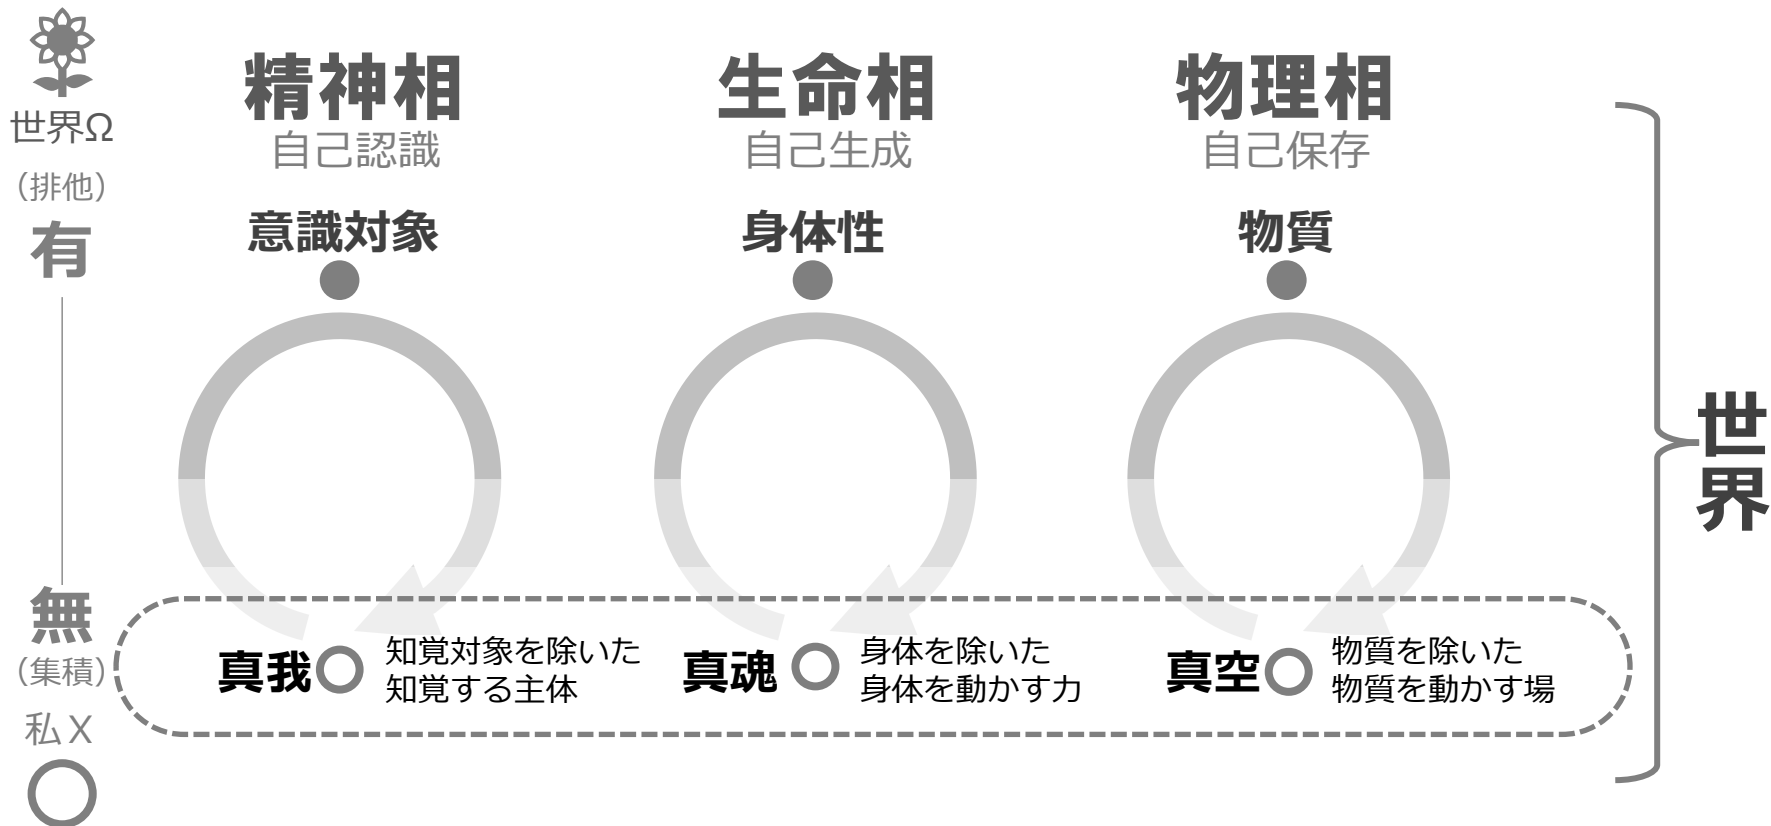 世界Ω
（排他）
有
無
（集積）
私X
精神相
自己認識
意識対象
生命相
自己生成
身体性
物理相
自己保存
物質
真我
知覚対象を除いた
知覚する主体
真魂
身体を除いた
身体を動かす力
真空
物質を除いた
物質を動かす場
世界